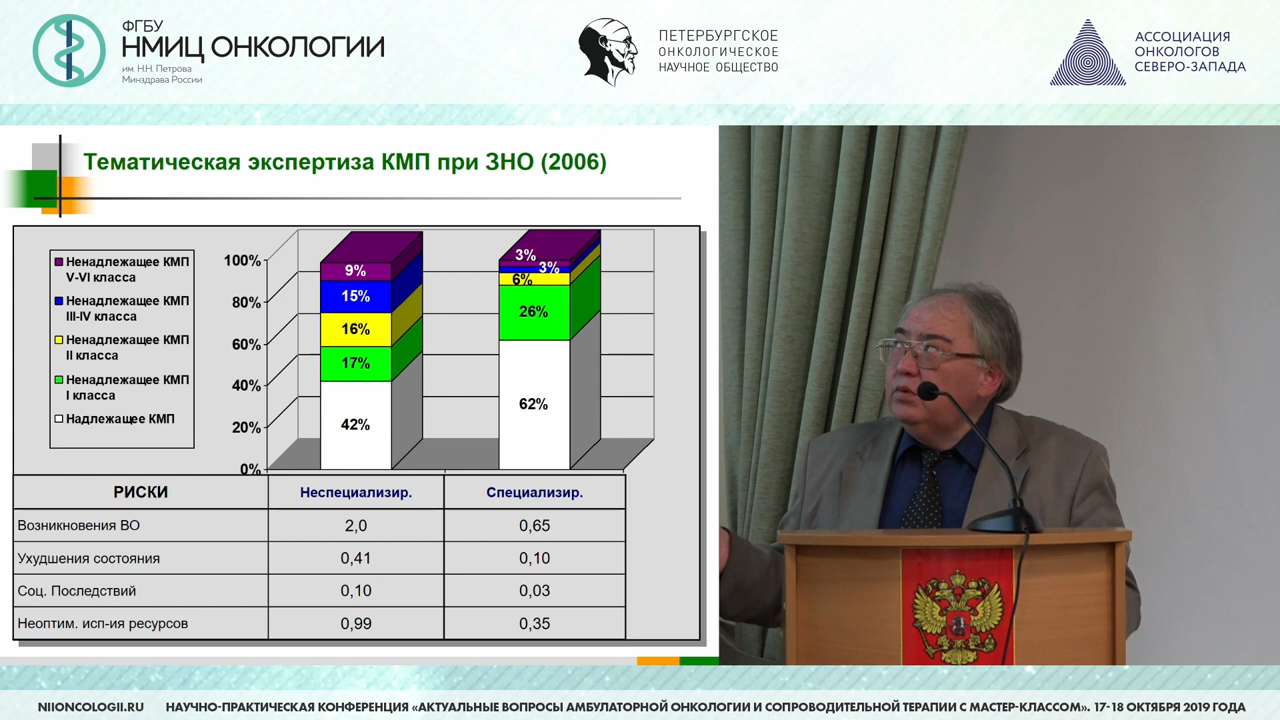 ФГБУ
НМИЦ ОНКОЛОГИИ
им. Н.Н. Петрова
Минздрава России
ПЕТЕРБУРГСКОЕ
ОНКОЛОГИЧЕСКОЕ
НАУЧНОЕ ОБЩЕСТВО
АССОЦИАЦИЯ
ОНКОЛОГОВ
СЕВЕРО-ЗАПАДА
Тематическая экспертиза КМП при ЗНО (2006)
Ненадлежащее КМП
V-VI класса
Ненадлежащее КМП
III-IV класса
Ненадлежащее КМП
II класса
Ненадлежащее КМП
I класса
Надлежащее КМП
100%
80%
60%
40%
20%
0%
9%
15%
16%
17%
42%
3%
3%
6%
26%
62%
РИСКИ Неспециализир. Специализир.
Возникновения ВО 2,0 0,65
Ухудшения состояния 0,41 0,10
Соц. Последствий 0,10 0,03
Неоптим. исп-ия ресурсов 0,99 0,35
NIIONCOLOGII.RU НАУЧНО-ПРАКТИЧЕСКАЯ КОНФЕРЕНЦИЯ «АКТУАЛЬНЫЕ ВОПРОСЫ АМБУЛАТОРНОЙ ОНКОЛОГИИ И СОПРОВОДИТЕЛЬНОЙ ТЕРАПИИ С МАСТЕР-КЛАССОМ». 17-18 ОКТЯБРЯ 2019 ГОДА